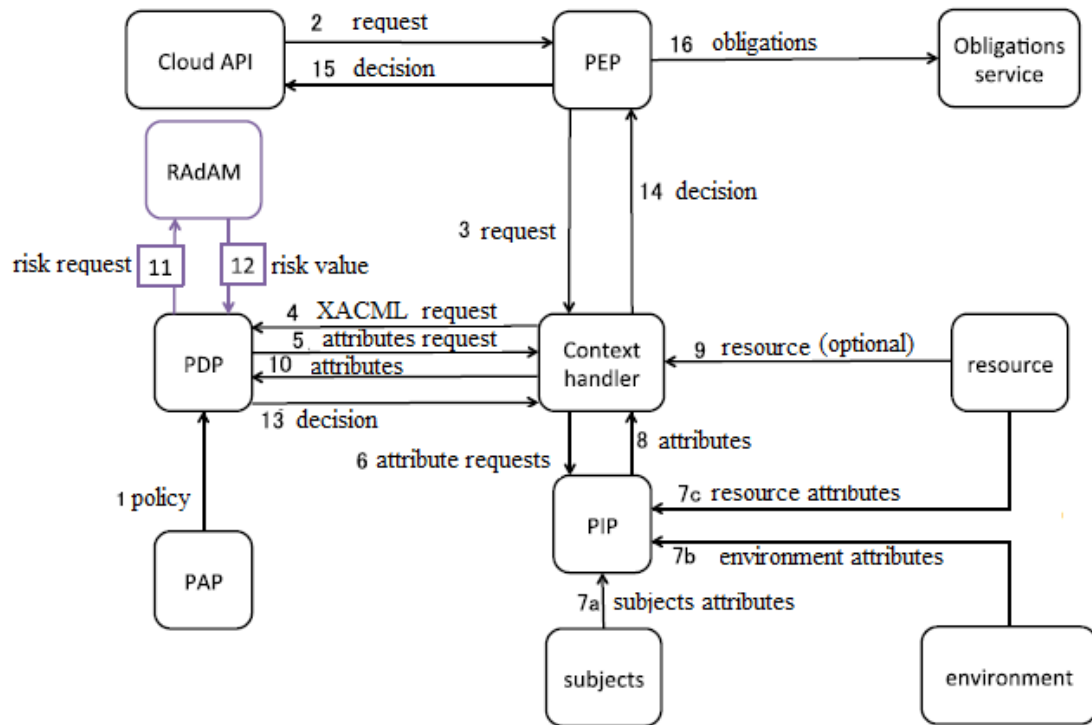 2 request
Cloud API
15 decision
PEP
16 obligations
Obligations
service
RAdAM
14 decision
3 request
risk request 11
12 risk value
4 XACML request
5 attributes request
10 attributes
13 decision
PDP
Context
handler
9 resource (optional)
resource
6 attribute requests
8 attributes
1 policy
7c resource attributes
PIP
7b environment attributes
PAP
7a subjects attributes
subjects
environment